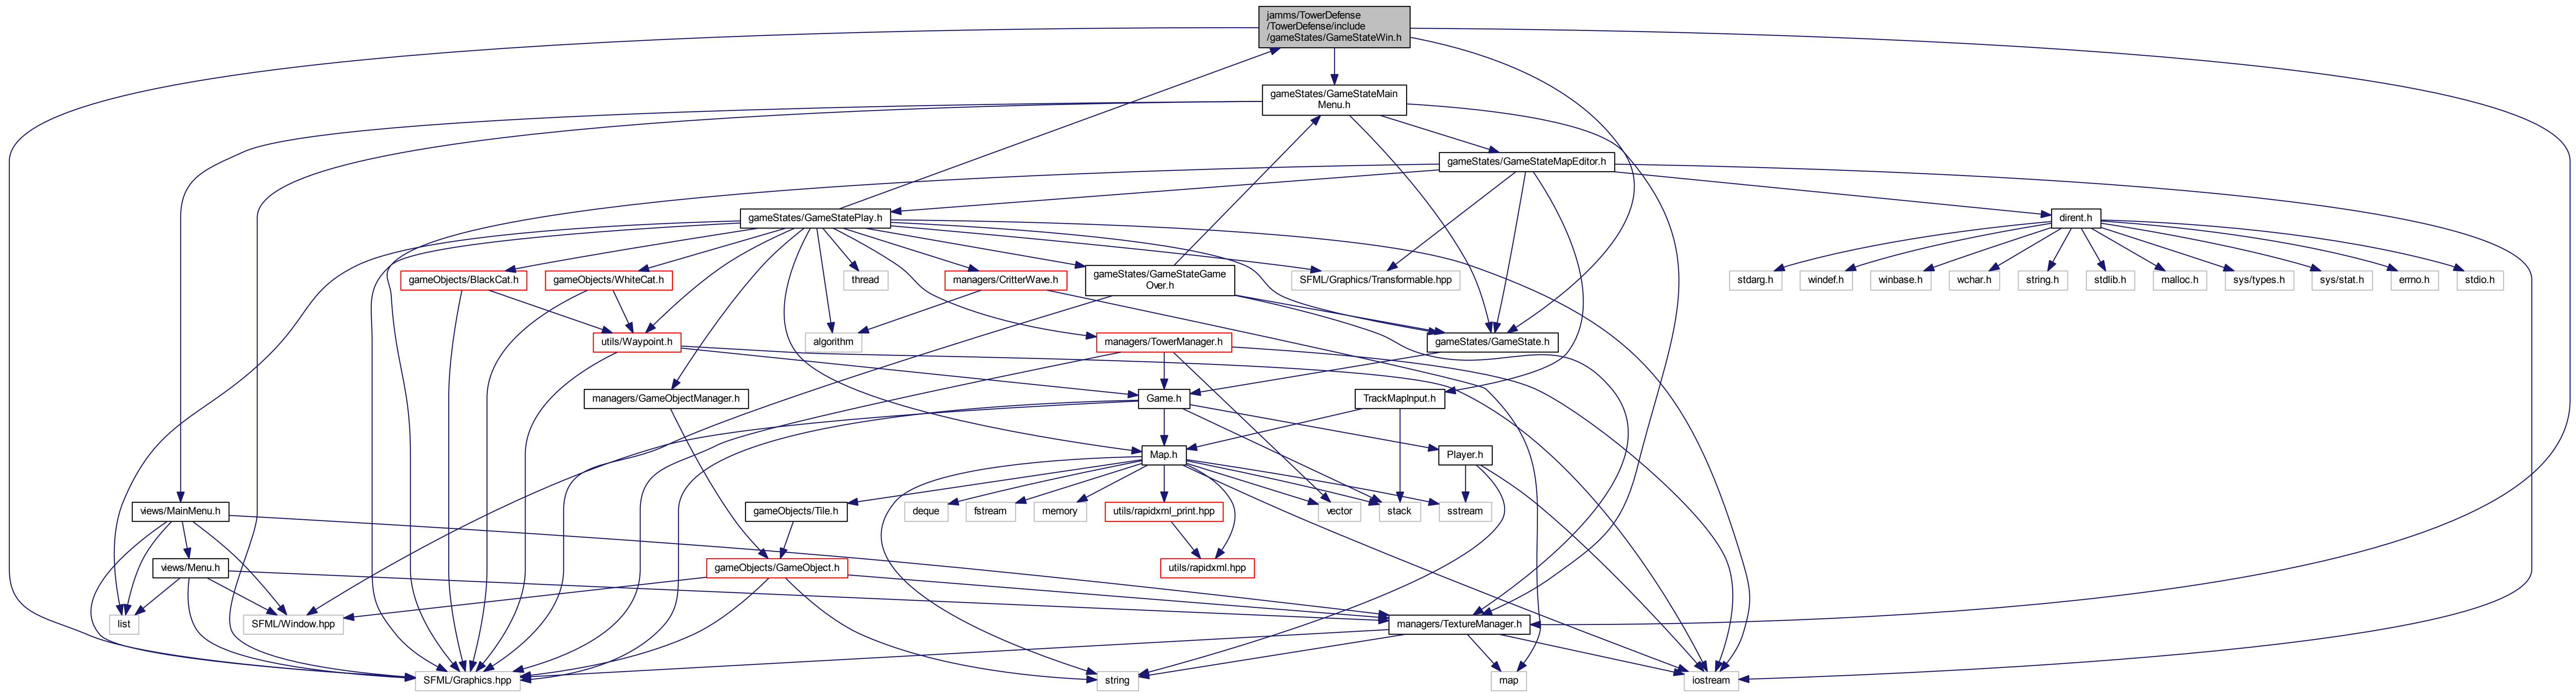 jamms/TowerDefense
/TowerDefense/include
/gameStates/GameStateWin.h
gameStates/GameStateMain
Menu.h
gameStates/GameStateMapEditor.h
gameStates/GameStatePlay.h
dirent.h
gameObjects/BlackCat.h
gameObjects/WhiteCat.h
thread
managers/CritterWave.h
gameStates/GameStateGame
Over.h
SFML/Graphics/Transformable.hpp
stdarg.h
windef.h
winbase.h
wchar.h
string.h
stdlib.h
malloc.h
sys/types.h
sys/stat.h
errno.h
stdio.h
utils/Waypoint.h
algorithm
managers/TowerManager.h
gameStates/GameState.h
managers/GameObjectManager.h
Game.h
TrackMapInput.h
Map.h
Player.h
views/MainMenu.h
gameObjects/Tile.h
deque
fstream
memory
utils/rapidxml_print.hpp
vector
stack
sstream
views/Menu.h
gameObjects/GameObject.h
utils/rapidxml.hpp
list
SFML/Window.hpp
managers/TextureManager.h
SFML/Graphics.hpp
string
map
iostream